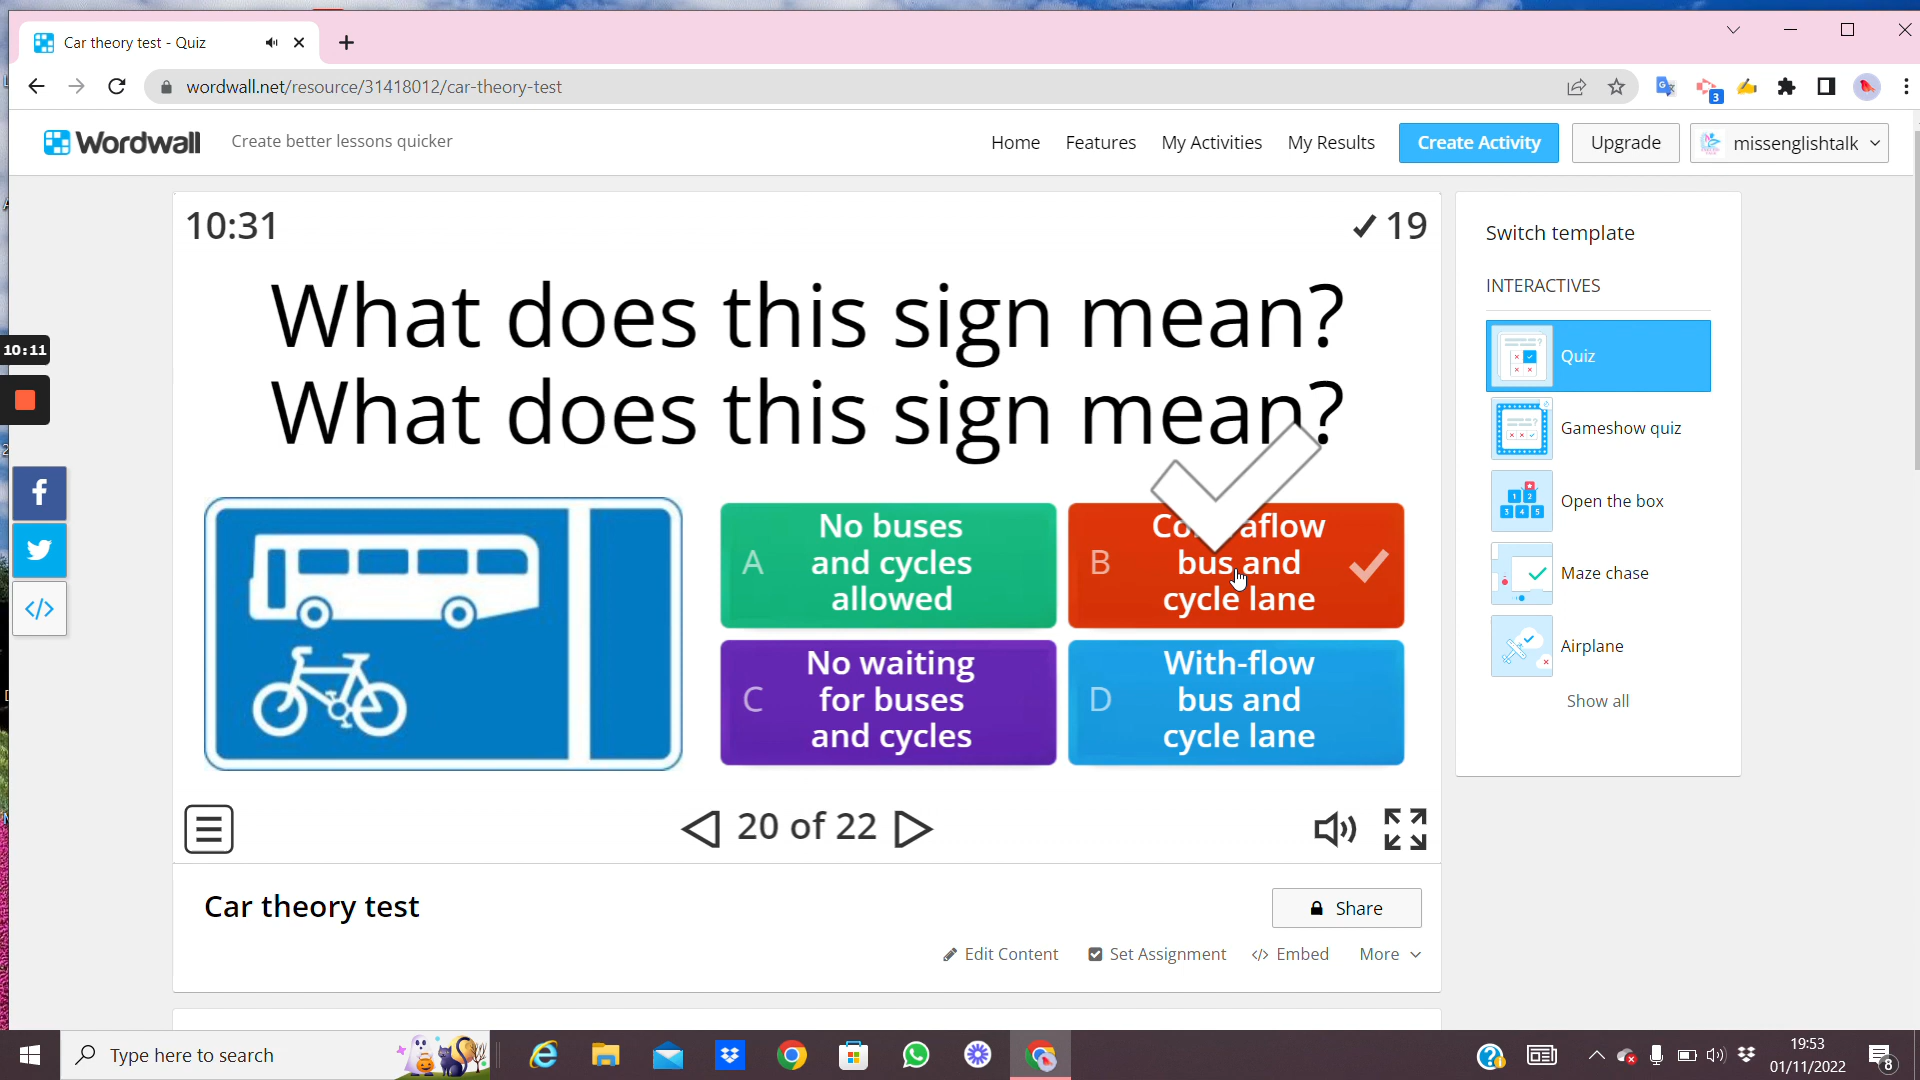 Car theory test - Quiz
wordwall.net/resource/31418012/car-theory-test
3
Wordwall
Create better lessons quicker
Home
Features
My Activities
My Results
Create Activity
Upgrade
missenglishtalk
10:31
19
What does this sign mean?
What does this sign mean?
A
No buses
and cycles
allowed
B
bus and
cycle lane
C
No waiting
for buses
and cycles
D
With-flow
bus and
cycle lane
20 of 22
Switch template
INTERACTIVES
Quiz
Gameshow quiz
Open the box
Maze chase
Airplane
Show all
10:11
f
</>
Car theory test
Share
Edit Content
Set Assignment
</> Embed
More
Type here to search
19:53
01/11/2022
8